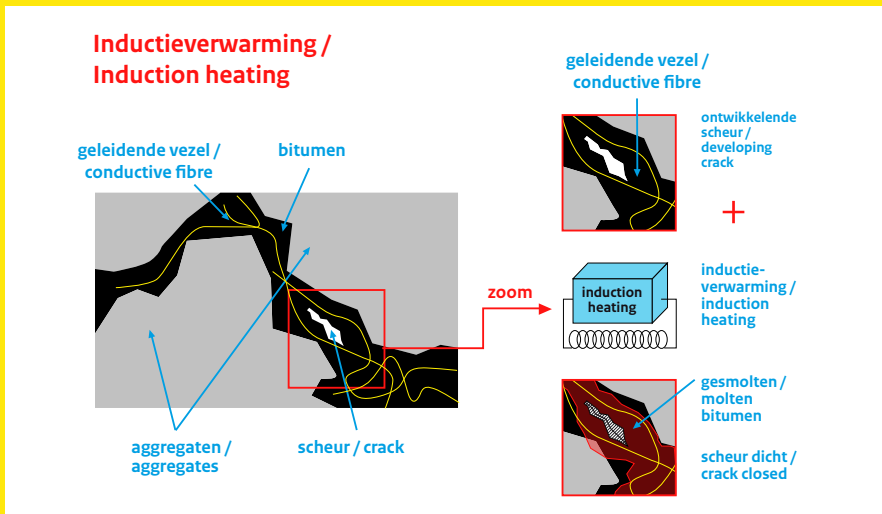 Inductieverwarming /
Induction heating
geleidende vezel /
conductive fibre
bitumen
aggregaten /
aggregates
scheur / crack
zoom
geleidende vezel /
conductive fibre
ontwikkelende
scheur /
developing
crack
+
induction
heating
inductie-
verwarming /
induction
heating
gesmolten /
molten
bitumen
scheur dicht /
crack closed